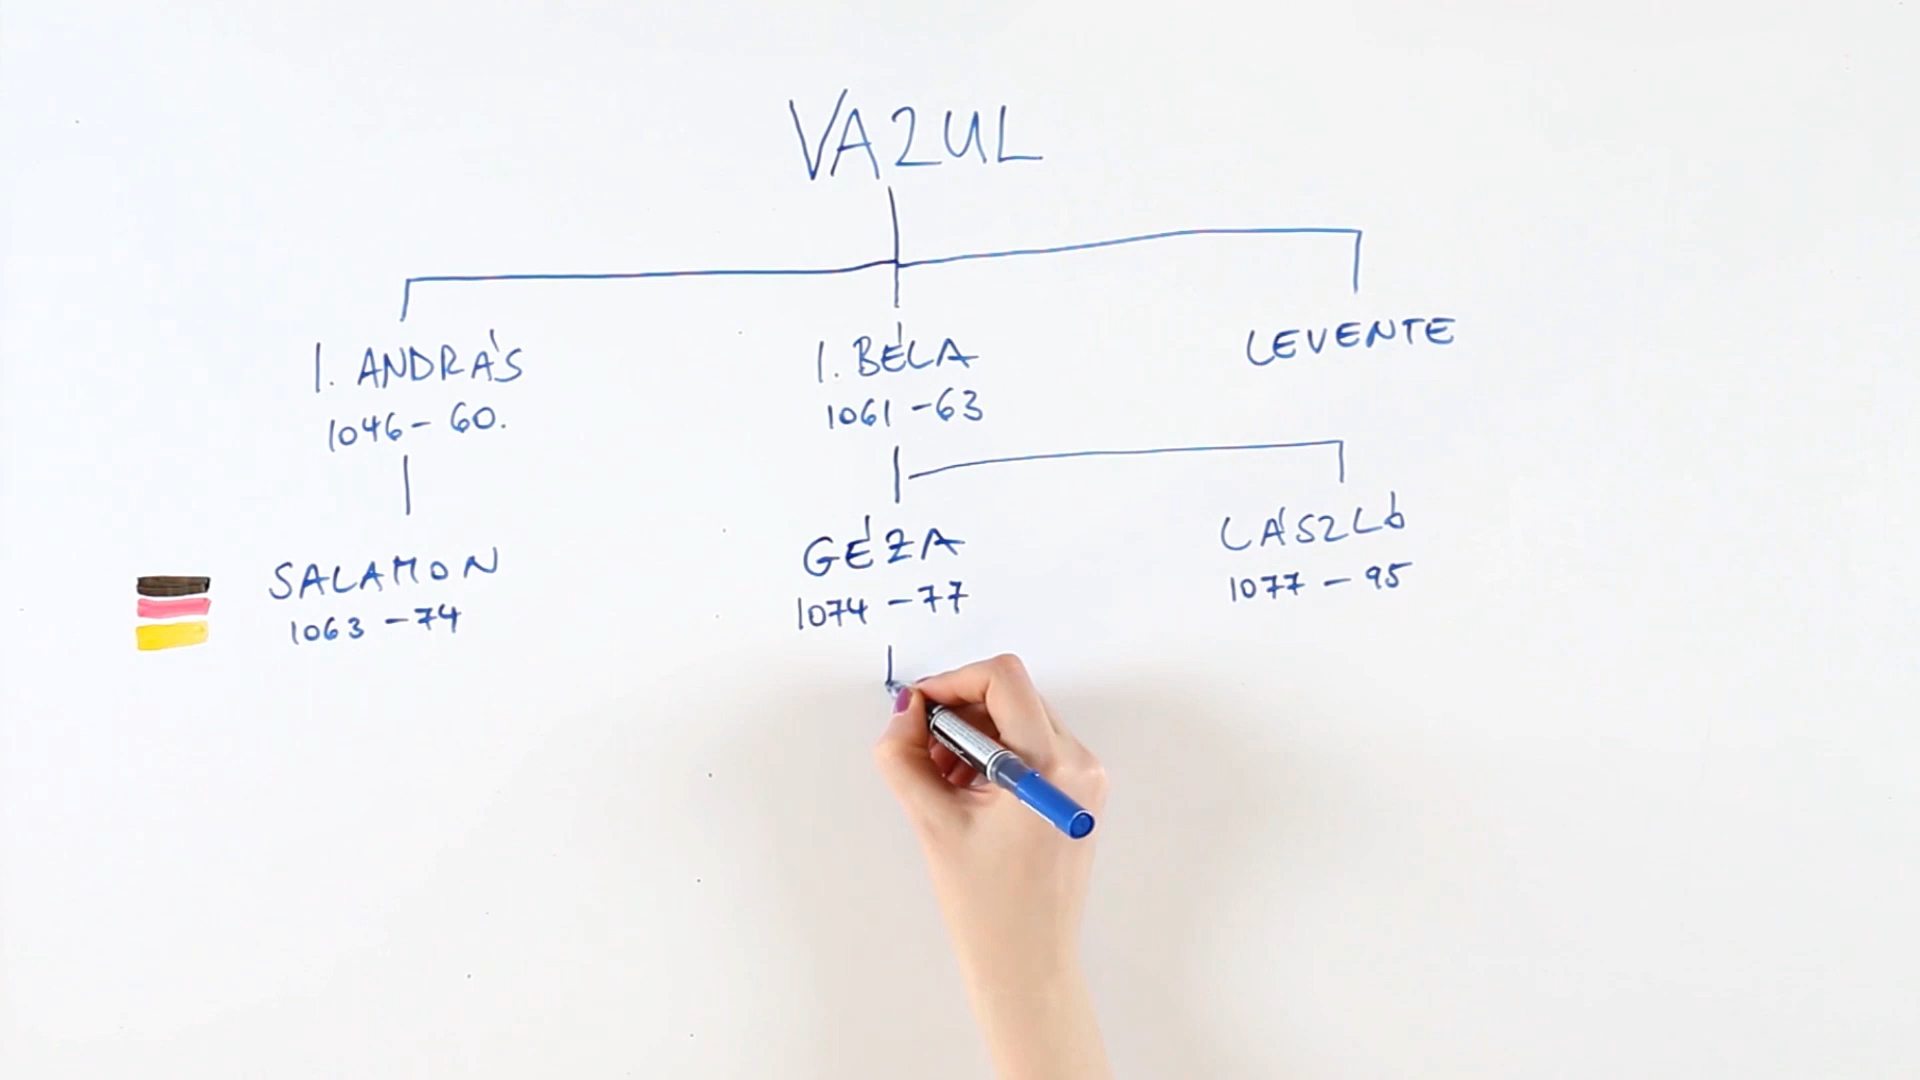 VAZUL
I. ANDRÁS
1046 - 60.
I. BÉLA
1061 - 63
LEVENTE
SALAMON
1063 - 74
GÉZA
1074 - 77
LÁSZLÓ
1077 - 95